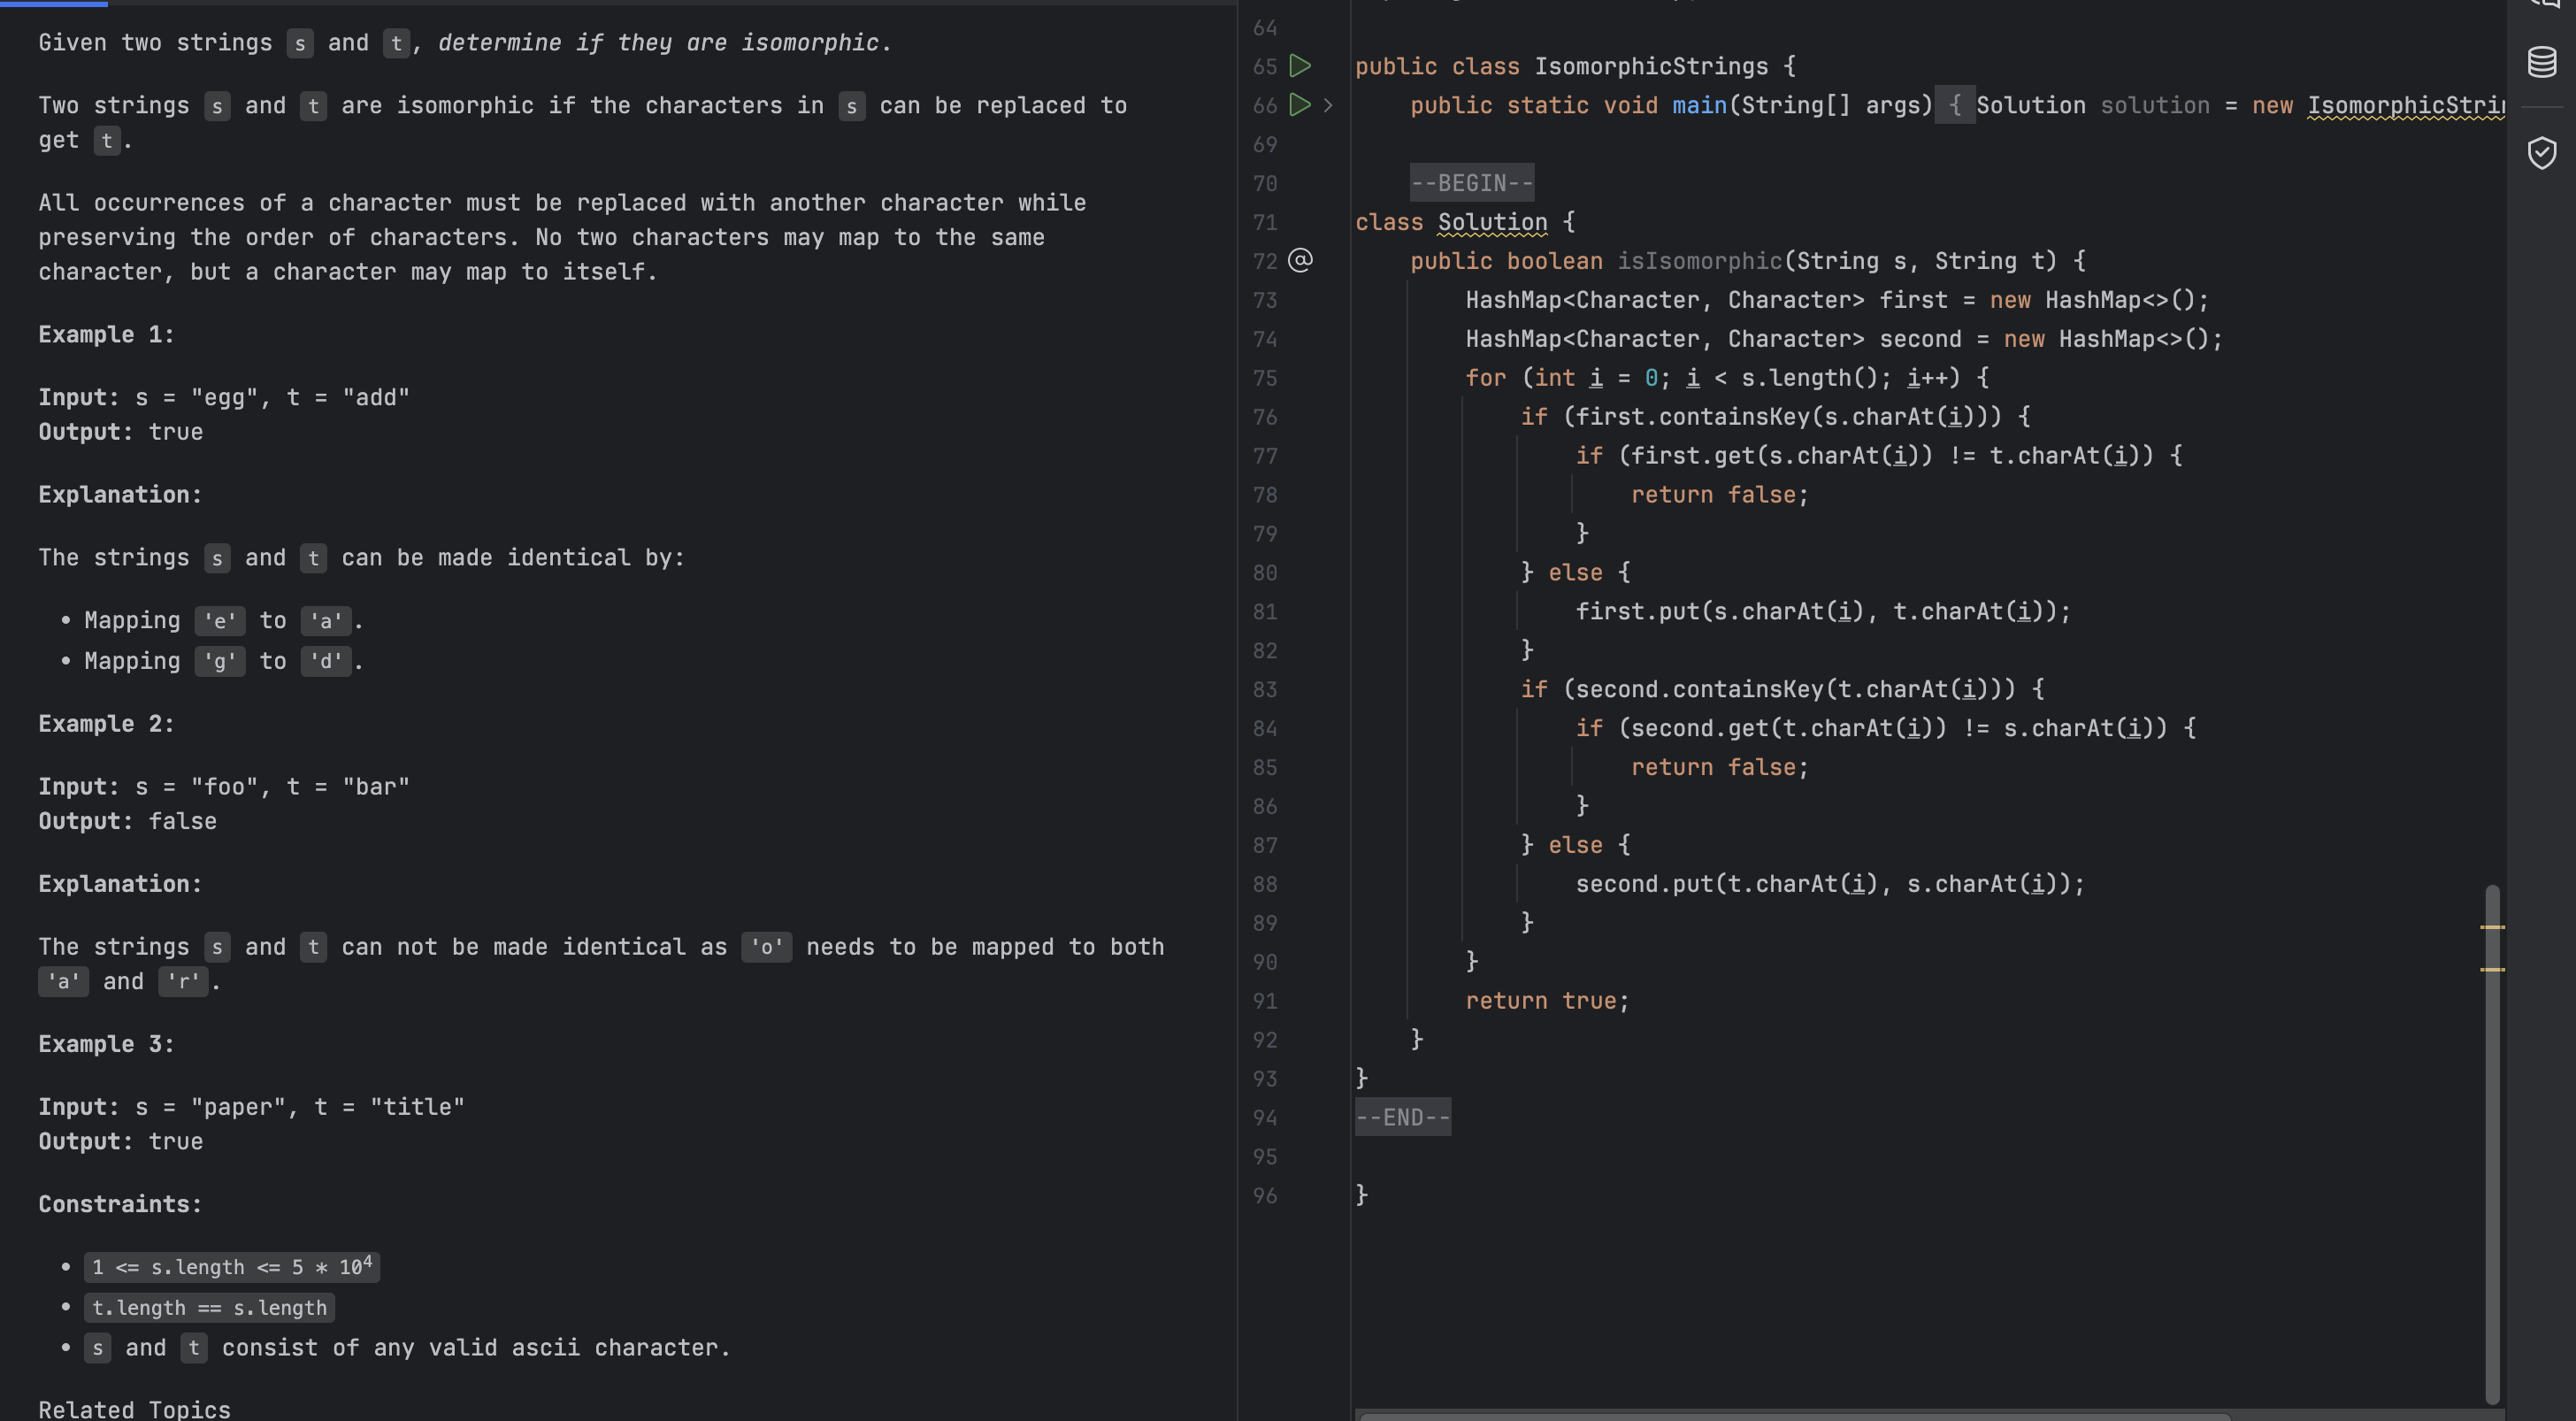 Given two strings s and t, determine if they are isomorphic.
Two strings s and t are isomorphic if the characters in s can be replaced to
get t.
All occurrences of a character must be replaced with another character while
preserving the order of characters. No two characters may map to the same
character, but a character may map to itself.
Example 1:
Input: s = "egg", t = "add"
Output: true
Explanation:
The strings s and t can be made identical by:
• Mapping 'e' to 'a'.
• Mapping 'g' to 'd'.
Example 2:
Input: s = "foo", t = "bar"
Output: false
Explanation:
The strings s and t can not be made identical as 'o' needs to be mapped to both
'a' and 'r'.
Example 3:
Input: s = "paper", t = "title"
Output: true
Constraints:
• 1 <= s.length <= 5 * 10⁴
• t.length == s.length
• s and t consist of any valid ascii character.
Related Topics
64
65 public class IsomorphicStrings {
66 public static void main(String[] args) { Solution solution = new IsomorphicStrin
69
70 --BEGIN--
71 class Solution {
72 public boolean isIsomorphic(String s, String t) {
73 HashMap<Character, Character> first = new HashMap<>();
74 HashMap<Character, Character> second = new HashMap<>();
75 for (int i = 0; i < s.length(); i++) {
76 if (first.containsKey(s.charAt(i))) {
77 if (first.get(s.charAt(i)) != t.charAt(i)) {
78 return false;
79 }
80 } else {
81 first.put(s.charAt(i), t.charAt(i));
82 }
83 if (second.containsKey(t.charAt(i))) {
84 if (second.get(t.charAt(i)) != s.charAt(i)) {
85 return false;
86 }
87 } else {
88 second.put(t.charAt(i), s.charAt(i));
89 }
90 }
91 return true;
92 }
93 }
94 --END--
95
96 }